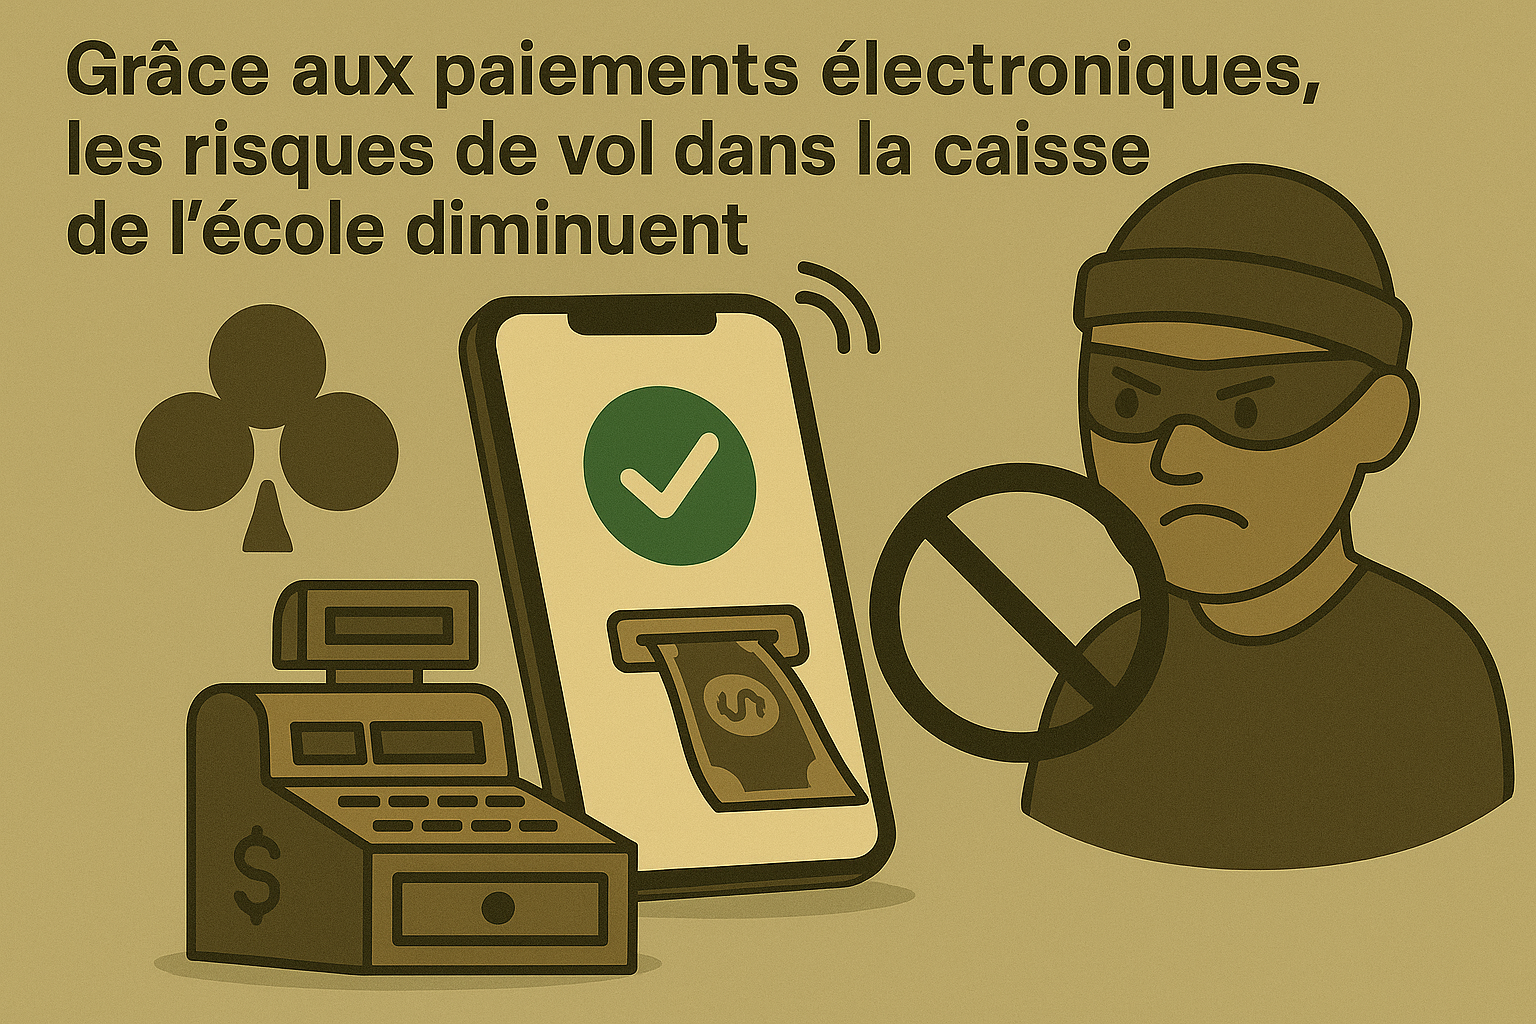 Grâce aux paiements électroniques,
les risques de vol dans la caisse
de l'école diminuent
$
$